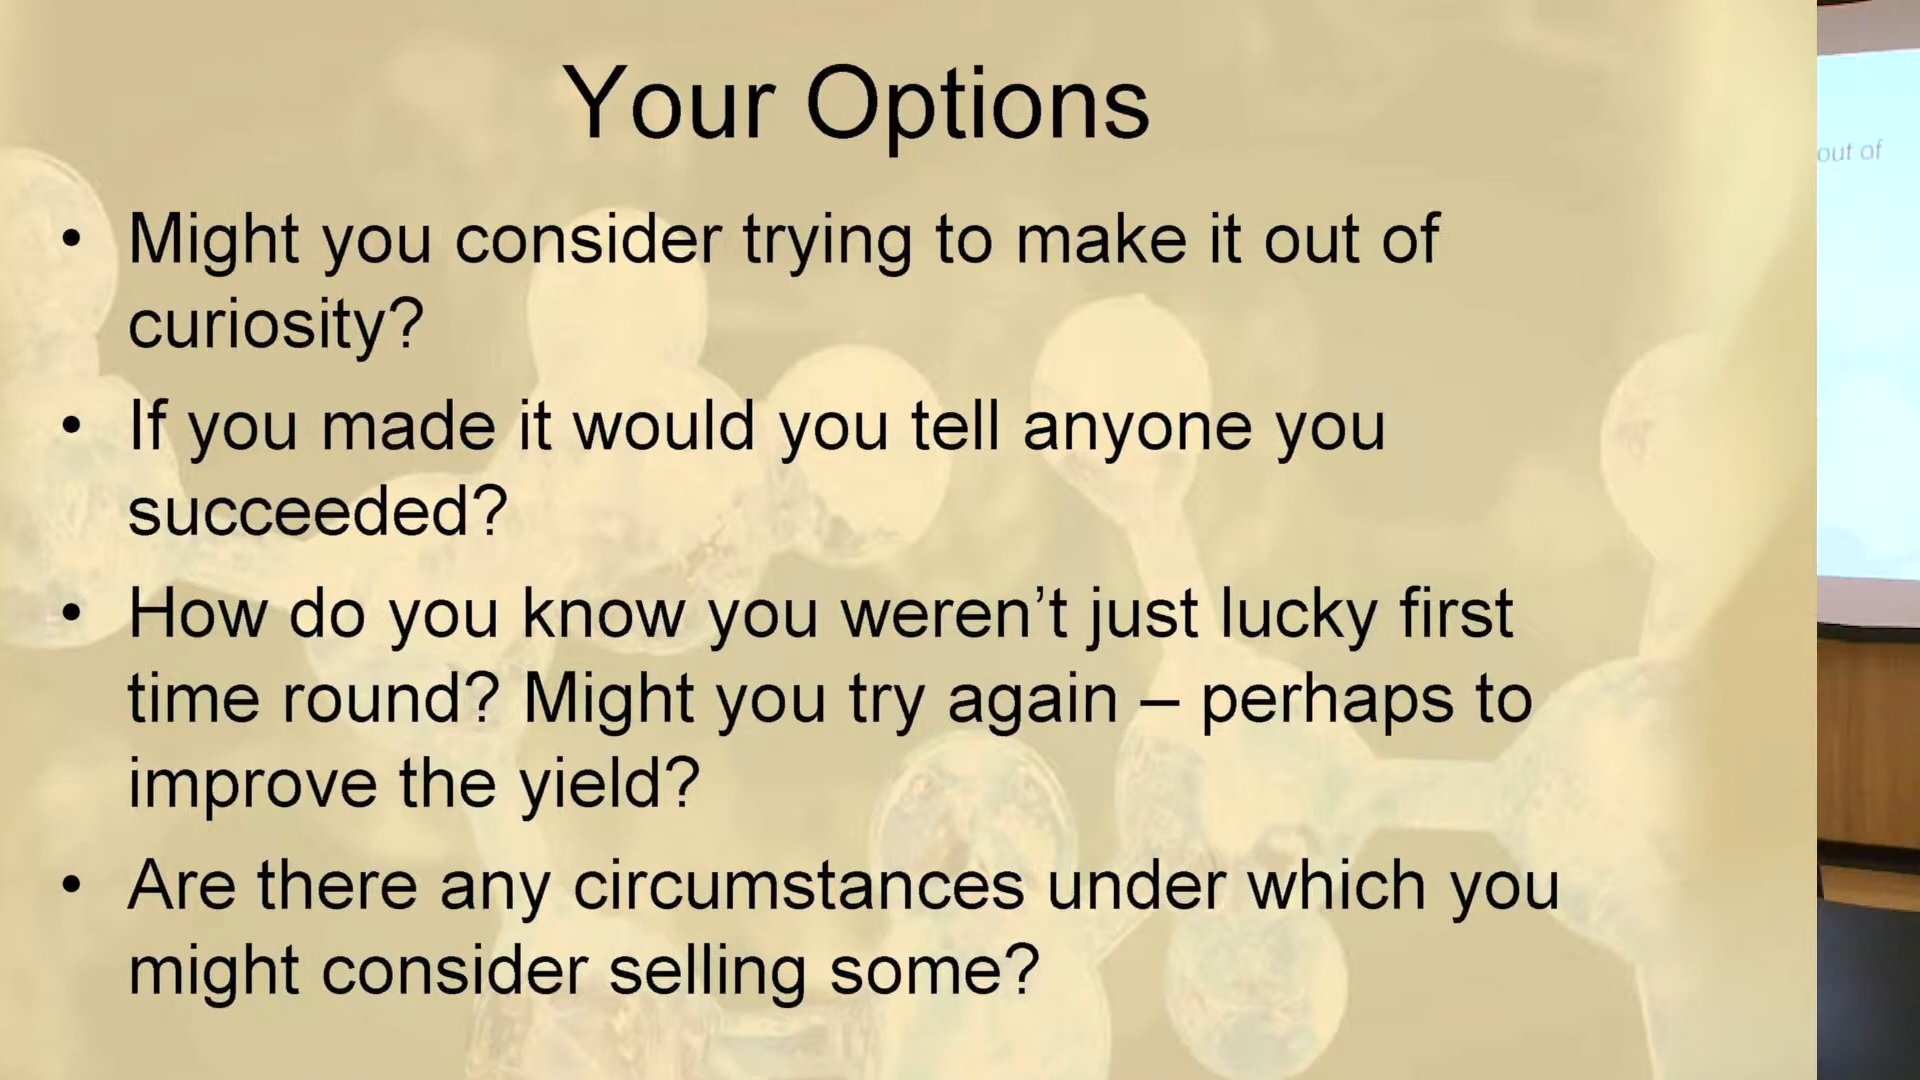 Your Options
• Might you consider trying to make it out of
curiosity?
• If you made it would you tell anyone you
succeeded?
• How do you know you weren’t just lucky first
time round? Might you try again – perhaps to
improve the yield?
• Are there any circumstances under which you
might consider selling some?
out of